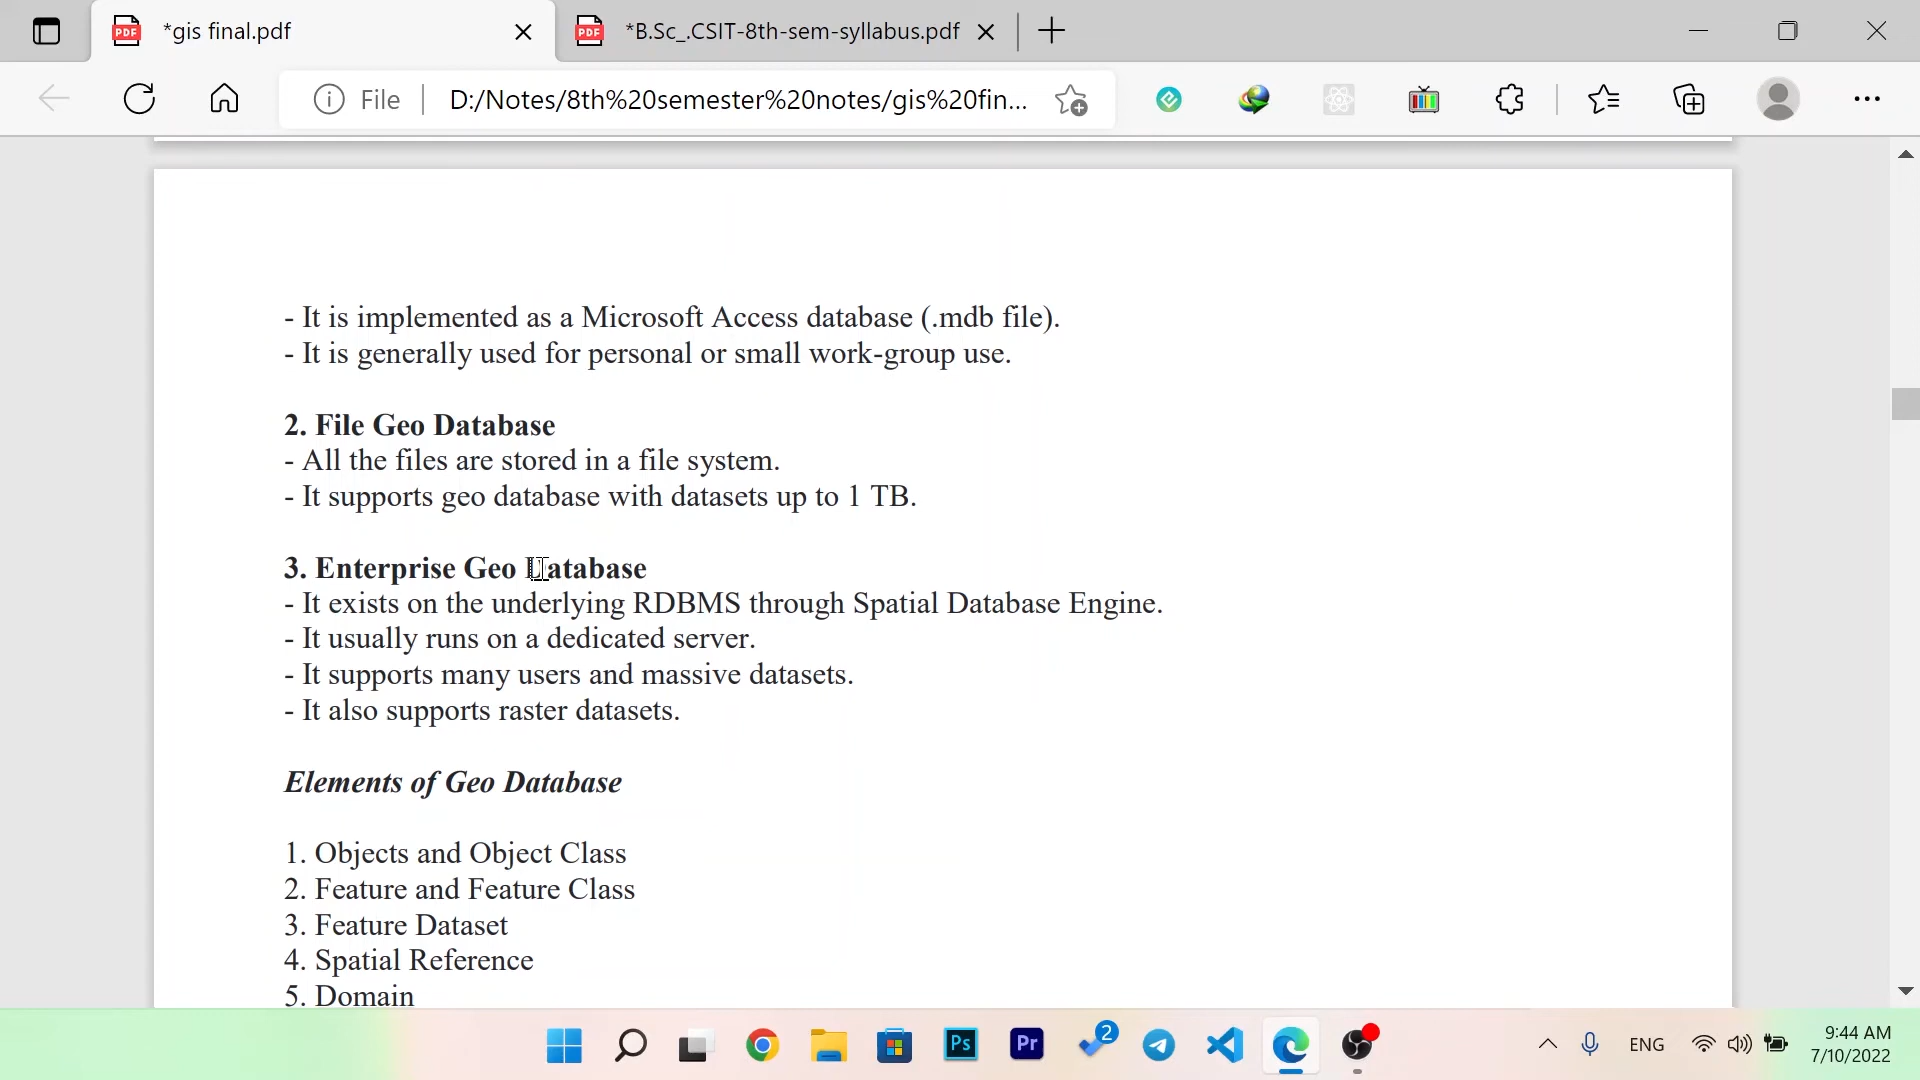 *gis final.pdf
*B.Sc_.CSIT-8th-sem-syllabus.pdf
File
D:/Notes/8th%20semester%20notes/gis%20fin...
- It is implemented as a Microsoft Access database (.mdb file).
- It is generally used for personal or small work-group use.
2. File Geo Database
- All the files are stored in a file system.
- It supports geo database with datasets up to 1 TB.
3. Enterprise Geo Database
- It exists on the underlying RDBMS through Spatial Database Engine.
- It usually runs on a dedicated server.
- It supports many users and massive datasets.
- It also supports raster datasets.
Elements of Geo Database
1. Objects and Object Class
2. Feature and Feature Class
3. Feature Dataset
4. Spatial Reference
5. Domain
PDF
PDF
Ps
Pr
2
ENG
9:44 AM
7/10/2022